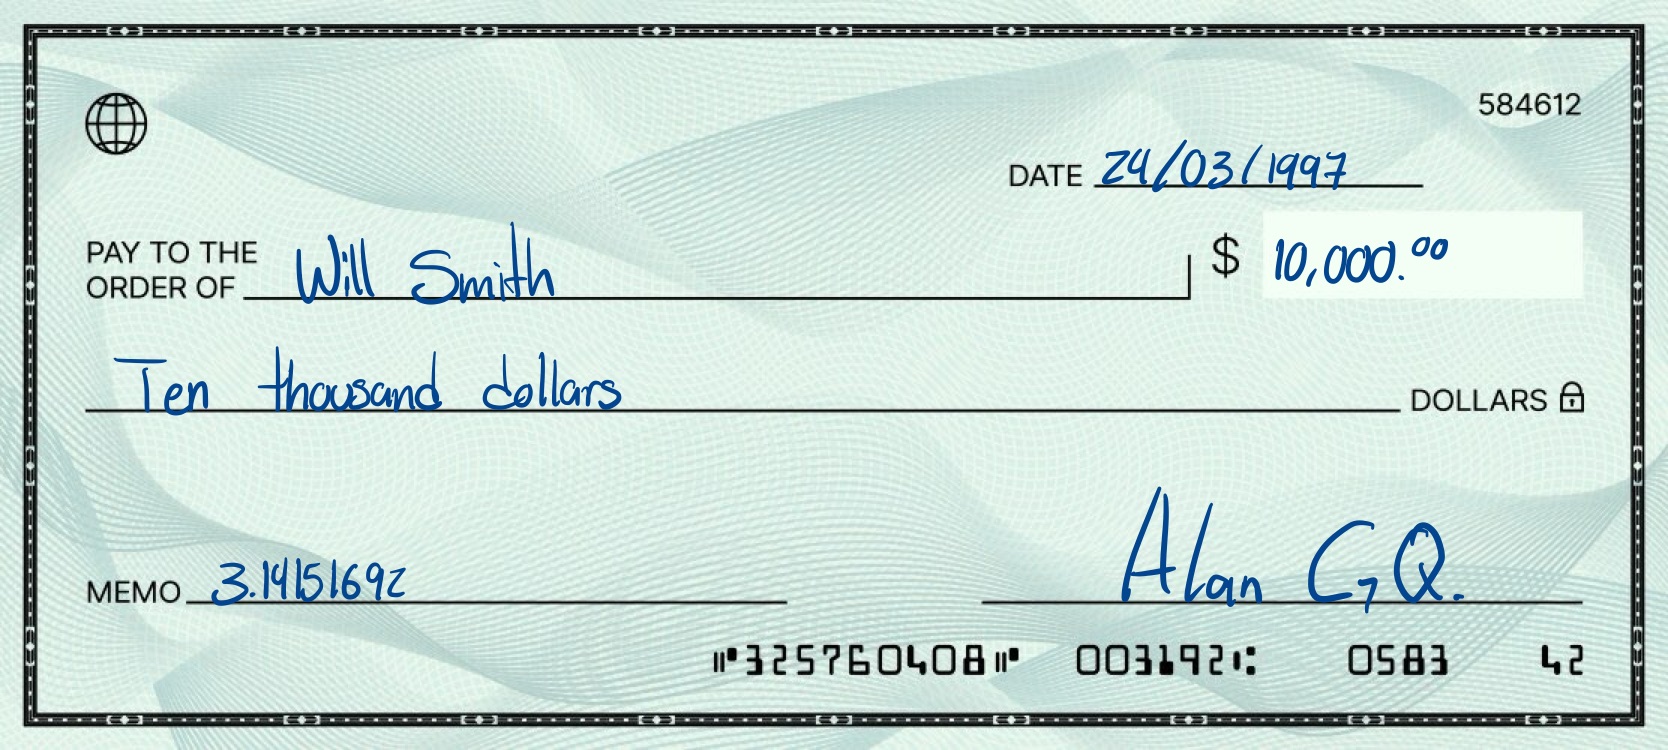 584612
DATE 24/03/1997
PAY TO THE
ORDER OF Will Smith $ 10,000.00
Ten thousand dollars DOLLARS
MEMO 3.14151692 Alan GQ.
⑈325760408⑈ 003192⑆ 0583 42